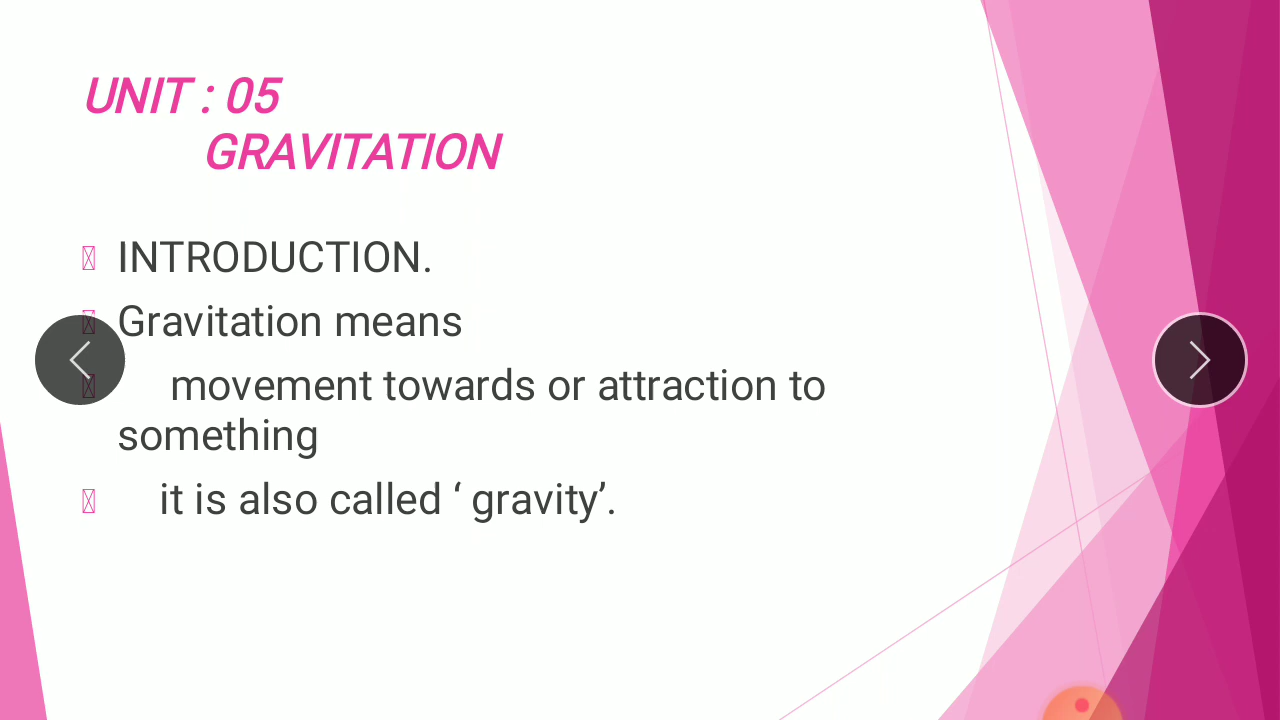 UNIT : 05
GRAVITATION
INTRODUCTION.
Gravitation means
movement towards or attraction to
something
it is also called ‘ gravity’.